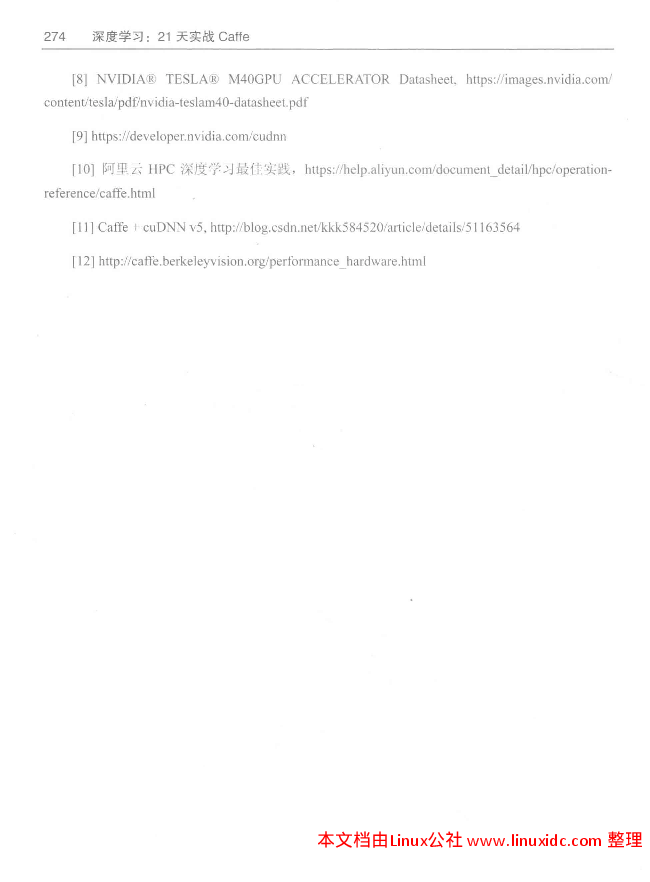 274 深度学习：21 天实战 Caffe
[8] NVIDIA® TESLA® M40GPU ACCELERATOR Datasheet, https://images.nvidia.com/
content/tesla/pdf/nvidia-teslam40-datasheet.pdf
[9] https://developer.nvidia.com/cudnn
[10] 阿里云 HPC 深度学习最佳实践，https://help.aliyun.com/document_detail/hpc/operation-
reference/caffe.html
[11] Caffe + cuDNN v5, http://blog.csdn.net/kkk584520/article/details/51163564
[12] http://caffe.berkeleyvision.org/performance_hardware.html
本文档由Linux公社 www.linuxidc.com 整理